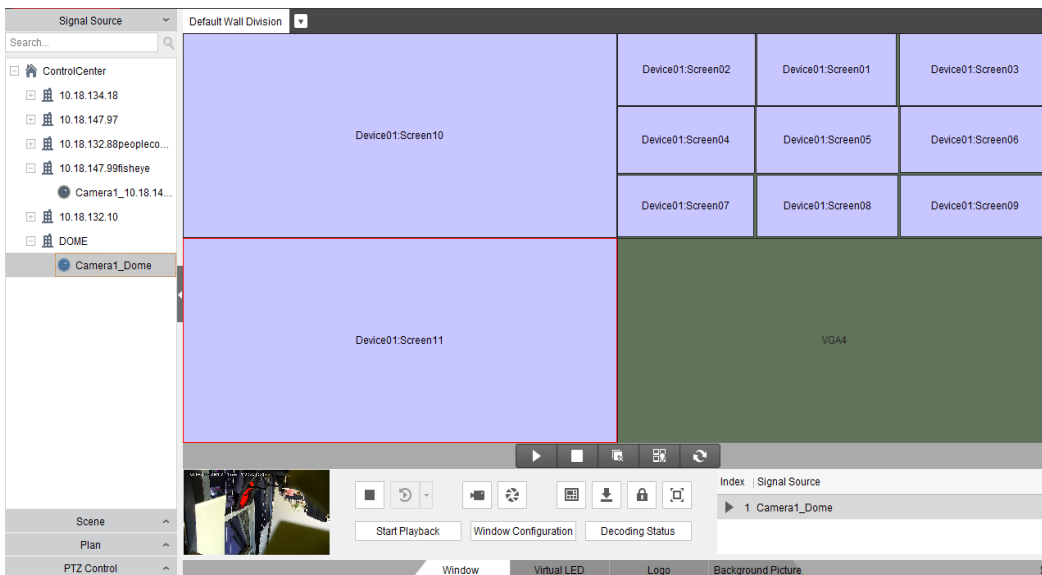 Signal Source
Default Wall Division
Search...
ControlCenter
10.18.134.18
10.18.147.97
10.18.132.88peopleco...
10.18.147.99fisheye
Camera1_10.18.14...
10.18.132.10
DOME
Camera1_Dome
Device01:Screen10
Device01:Screen02
Device01:Screen01
Device01:Screen03
Device01:Screen04
Device01:Screen05
Device01:Screen06
Device01:Screen07
Device01:Screen08
Device01:Screen09
Device01:Screen11
VGA4
Start Playback
Window Configuration
Decoding Status
Index
Signal Source
1 Camera1_Dome
Scene
Plan
PTZ Control
Window
Virtual LED
Logo
Background Picture